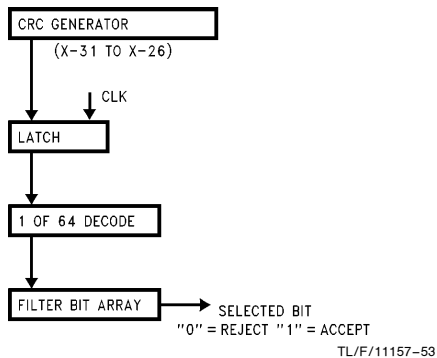 CRC GENERATOR
(X-31 TO X-26)
CLK
LATCH
1 OF 64 DECODE
FILTER BIT ARRAY
SELECTED BIT
"0" = REJECT "1" = ACCEPT
TL/F/11157-53